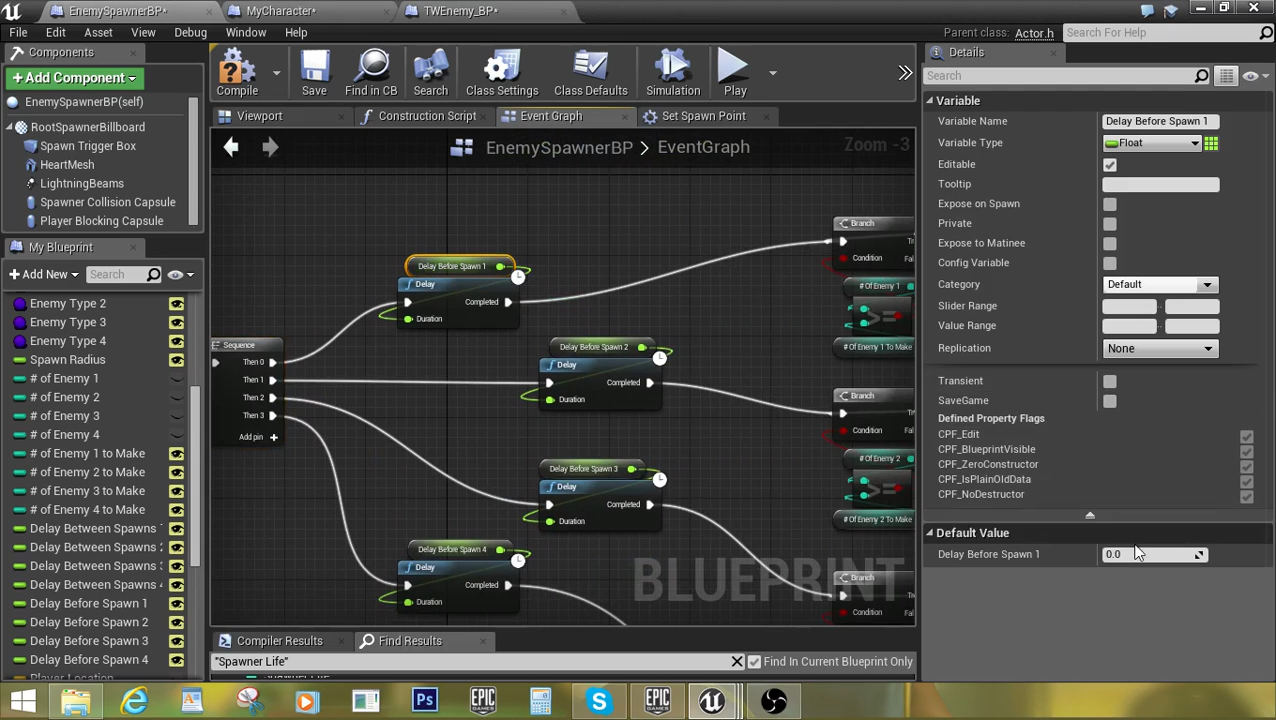 EnemySpawnerBP*
MyCharacter*
TWEnemy_BP*
File Edit Asset View Debug Window Help
Parent class: Actor.h
Search For Help
Components
+Add Component
EnemySpawnerBP(self)
RootSpawnerBillboard
Spawn Trigger Box
HeartMesh
LightningBeams
Spawner Collision Capsule
Player Blocking Capsule
My Blueprint
Add New
Search
Enemy Type 2
Enemy Type 3
Enemy Type 4
Spawn Radius
# of Enemy 1
# of Enemy 2
# of Enemy 3
# of Enemy 4
# of Enemy 1 to Make
# of Enemy 2 to Make
# of Enemy 3 to Make
# of Enemy 4 to Make
Delay Between Spawns
Delay Between Spawns 2
Delay Between Spawns 3
Delay Between Spawns 4
Delay Before Spawn 1
Delay Before Spawn 2
Delay Before Spawn 3
Delay Before Spawn 4
Compile
Save
Find in CB
Search
Class Settings
Class Defaults
Simulation
Play
Viewport
Construction Script
Event Graph
Set Spawn Point
EnemySpawnerBP > EventGraph
Zoom -3
Sequence
Then 0
Then 1
Then 2
Then 3
Add pin +
Delay Before Spawn 1
Delay
Completed
Duration
Delay Before Spawn 2
Delay
Completed
Duration
Delay Before Spawn 3
Delay
Completed
Duration
Delay Before Spawn 4
Delay
Completed
Duration
Branch
Condition
# Of Enemy 1
>=
# Of Enemy 1 To Make
Branch
Condition
# Of Enemy 2
>=
# Of Enemy 2 To Make
Branch
Condition
BLUEPRINT
Compiler Results
Find Results
"Spawner Life"
Find In Current Blueprint Only
Details
Search
Variable
Variable Name Delay Before Spawn 1
Variable Type Float
Editable
Tooltip
Expose on Spawn
Private
Expose to Matinee
Config Variable
Category Default
Slider Range
Value Range
Replication None
Transient
SaveGame
Defined Property Flags
CPF_Edit
CPF_BlueprintVisible
CPF_ZeroConstructor
CPF_IsPlainOldData
CPF_NoDestructor
Default Value
Delay Before Spawn 1 0.0
Ps
EPIC GAMES
EPIC GAMES